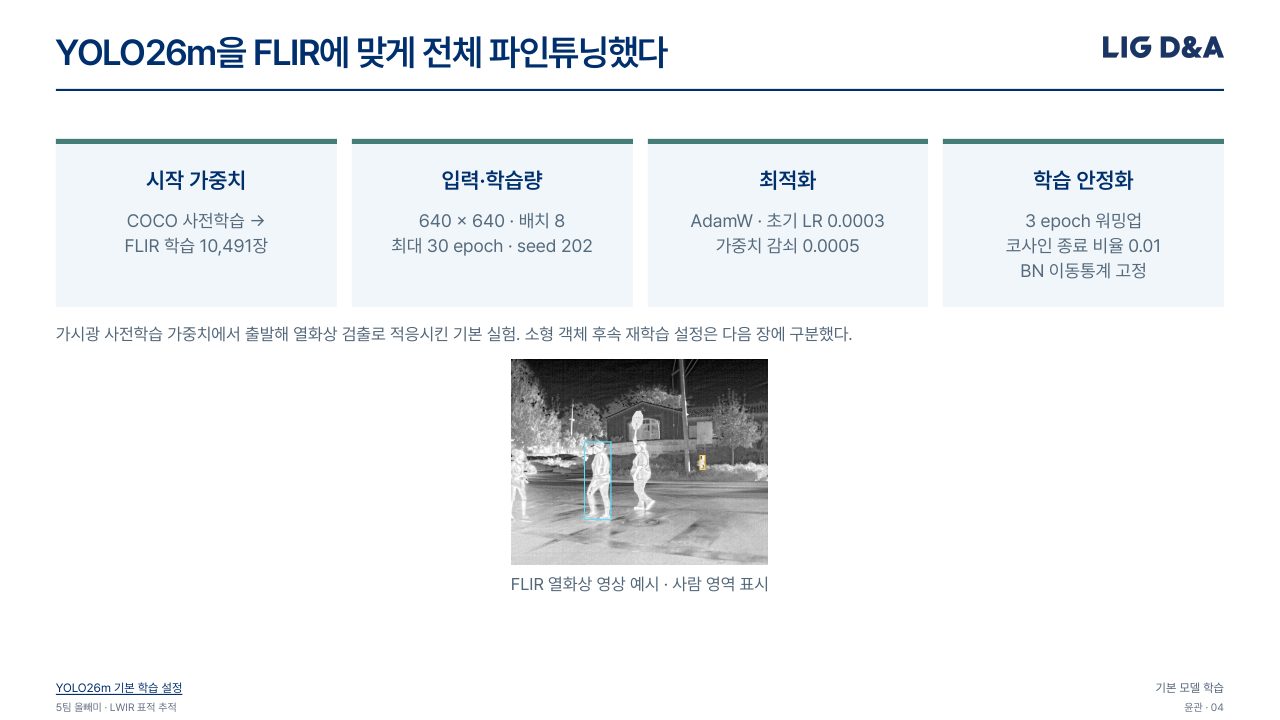 YOLO26m을 FLIR에 맞게 전체 파인튜닝했다
LIG D&A
시작 가중치
COCO 사전학습 →
FLIR 학습 10,491장
입력·학습량
640 × 640 · 배치 8
최대 30 epoch · seed 202
최적화
AdamW · 초기 LR 0.0003
가중치 감쇠 0.0005
학습 안정화
3 epoch 워밍업
코사인 종료 비율 0.01
BN 이동통계 고정
가시광 사전학습 가중치에서 출발해 열화상 검출로 적응시킨 기본 실험. 소형 객체 후속 재학습 설정은 다음 장에 구분했다.
FLIR 열화상 영상 예시 · 사람 영역 표시
YOLO26m 기본 학습 설정
5팀 올빼미 · LWIR 표적 추적
기본 모델 학습
윤관 · 04